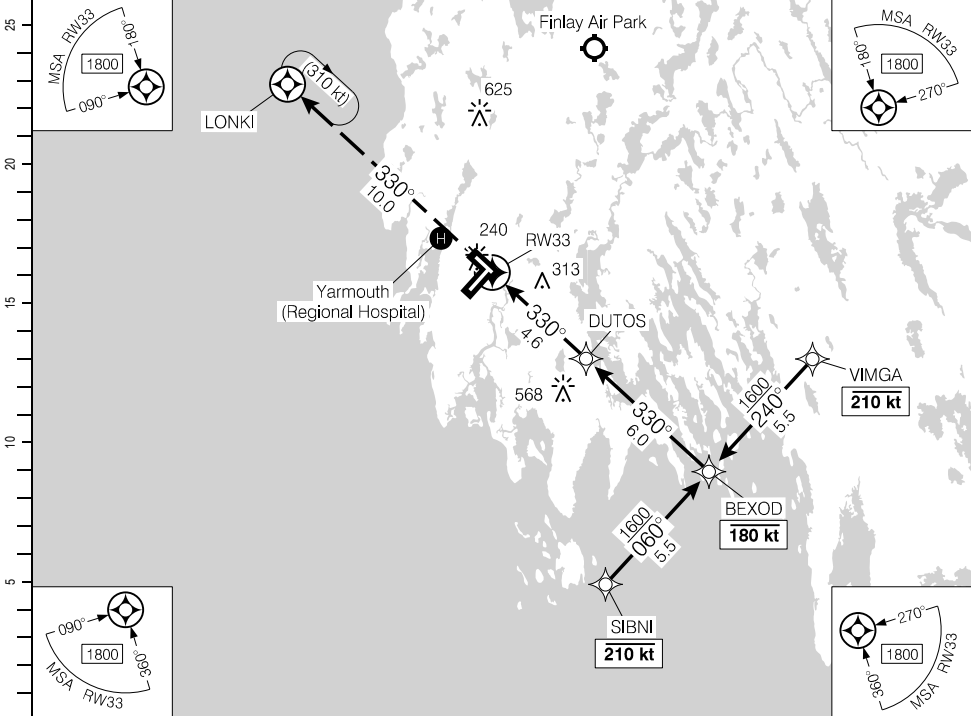 25
20
15
10
5
MSA RW33
180°
1800
090°
MSA RW33
180°
1800
270°
Finlay Air Park
LONKI
(310 kt)
625
330°
10.0
240
RW33
313
H
Yarmouth
(Regional Hospital)
330°
4.6
DUTOS
568
VIMGA
210 kt
1600
240°
5.5
330°
6.0
BEXOD
180 kt
1600
060°
5.5
SIBNI
210 kt
090°
1800
360°
MSA RW33
270°
1800
360°
MSA RW33